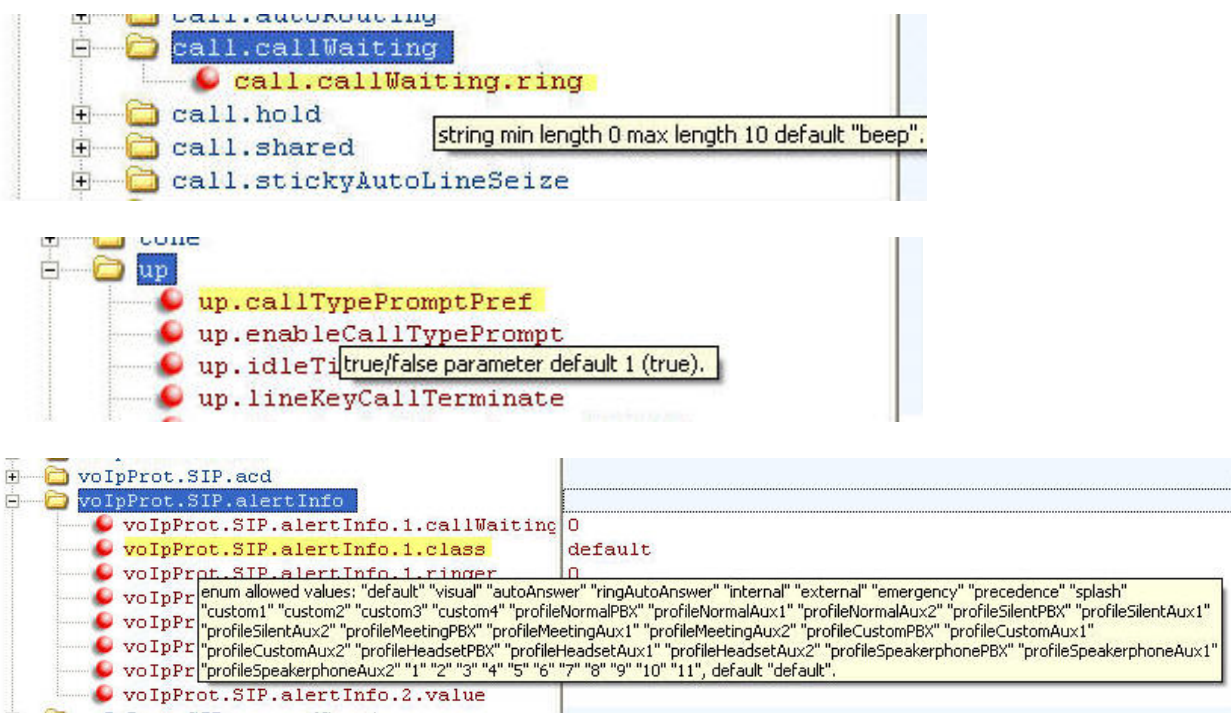 call.autoRouting
call.callWaiting
call.callWaiting.ring
call.hold
string min length 0 max length 10 default "beep".
call.shared
call.stickyAutoLineSeize
tone
up
up.callTypePromptPref
up.enableCallTypePrompt
up.idleTi
true/false parameter default 1 (true).
up.lineKeyCallTerminate
voIpProt.SIP.acd
voIpProt.SIP.alertInfo
voIpProt.SIP.alertInfo.1.callWaiting 0
voIpProt.SIP.alertInfo.1.class default
voIpProt.SIP.alertInfo.1.ringer 0
voIpPr
enum allowed values: "default" "visual" "autoAnswer" "ringAutoAnswer" "internal" "external" "emergency" "precedence" "splash"
"custom1" "custom2" "custom3" "custom4" "profileNormalPBX" "profileNormalAux1" "profileNormalAux2" "profileSilentPBX" "profileSilentAux1"
voIpPr
"profileSilentAux2" "profileMeetingPBX" "profileMeetingAux1" "profileMeetingAux2" "profileCustomPBX" "profileCustomAux1"
voIpPr
"profileCustomAux2" "profileHeadsetPBX" "profileHeadsetAux1" "profileHeadsetAux2" "profileSpeakerphonePBX" "profileSpeakerphoneAux1"
voIpPr
"profileSpeakerphoneAux2" "1" "2" "3" "4" "5" "6" "7" "8" "9" "10" "11", default "default".
voIpProt.SIP.alertInfo.2.value